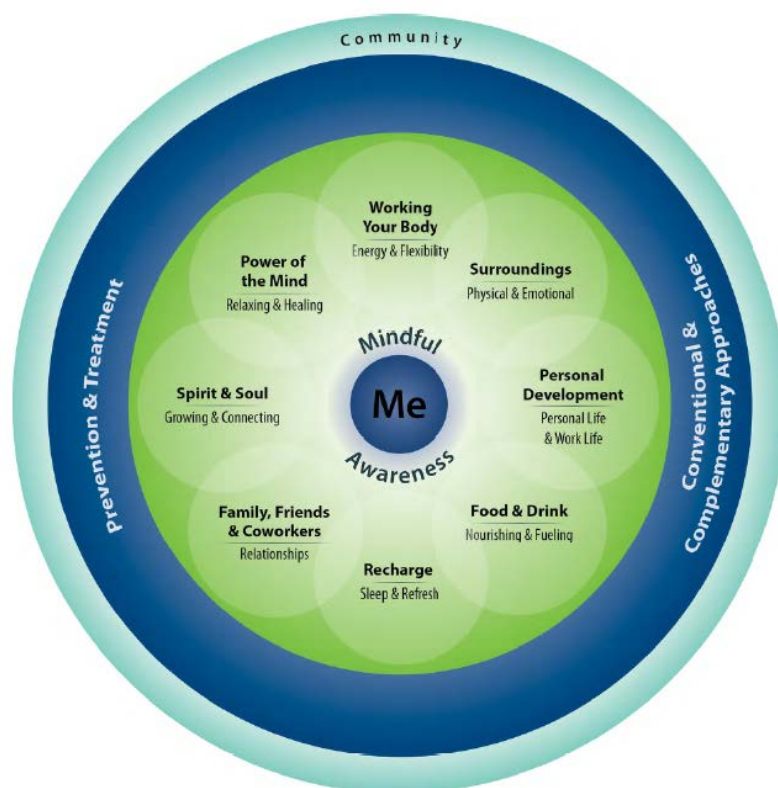 Community
Prevention & Treatment
Conventional &
Complementary Approaches
Working
Your Body
Energy & Flexibility
Surroundings
Physical & Emotional
Personal
Development
Personal Life
& Work Life
Food & Drink
Nourishing & Fueling
Recharge
Sleep & Refresh
Family, Friends
& Coworkers
Relationships
Spirit & Soul
Growing & Connecting
Power of
the Mind
Relaxing & Healing
Mindful
Me
Awareness